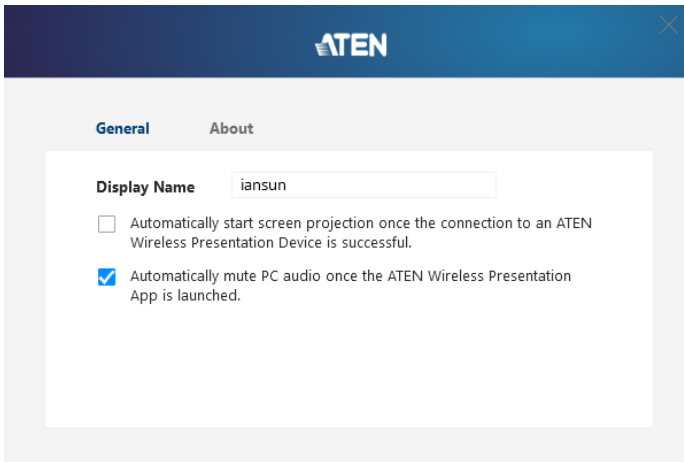 ATEN
General About
Display Name iansun
Automatically start screen projection once the connection to an ATEN
Wireless Presentation Device is successful.
Automatically mute PC audio once the ATEN Wireless Presentation
App is launched.